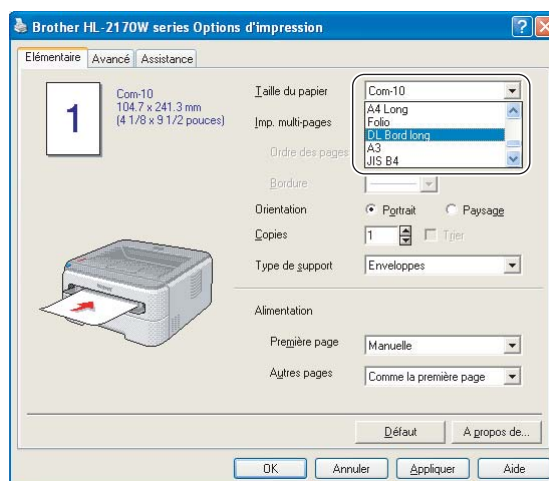 Brother HL-2170W series Options d'impression
Elémentaire Avancé Assistance
1
Com-10
104.7 x 241.3 mm
(4 1/8 x 9 1/2 pouces)
Taille du papier Com-10
A4 Long
Folio
DL Bord long
A3
JIS B4
Imp. multi-pages
Ordre des pages
Bordure
Orientation Portrait Paysage
Copies 1 Trier
Type de support Enveloppes
Alimentation
Première page Manuelle
Autres pages Comme la première page
Défaut A propos de...
OK Annuler Appliquer Aide